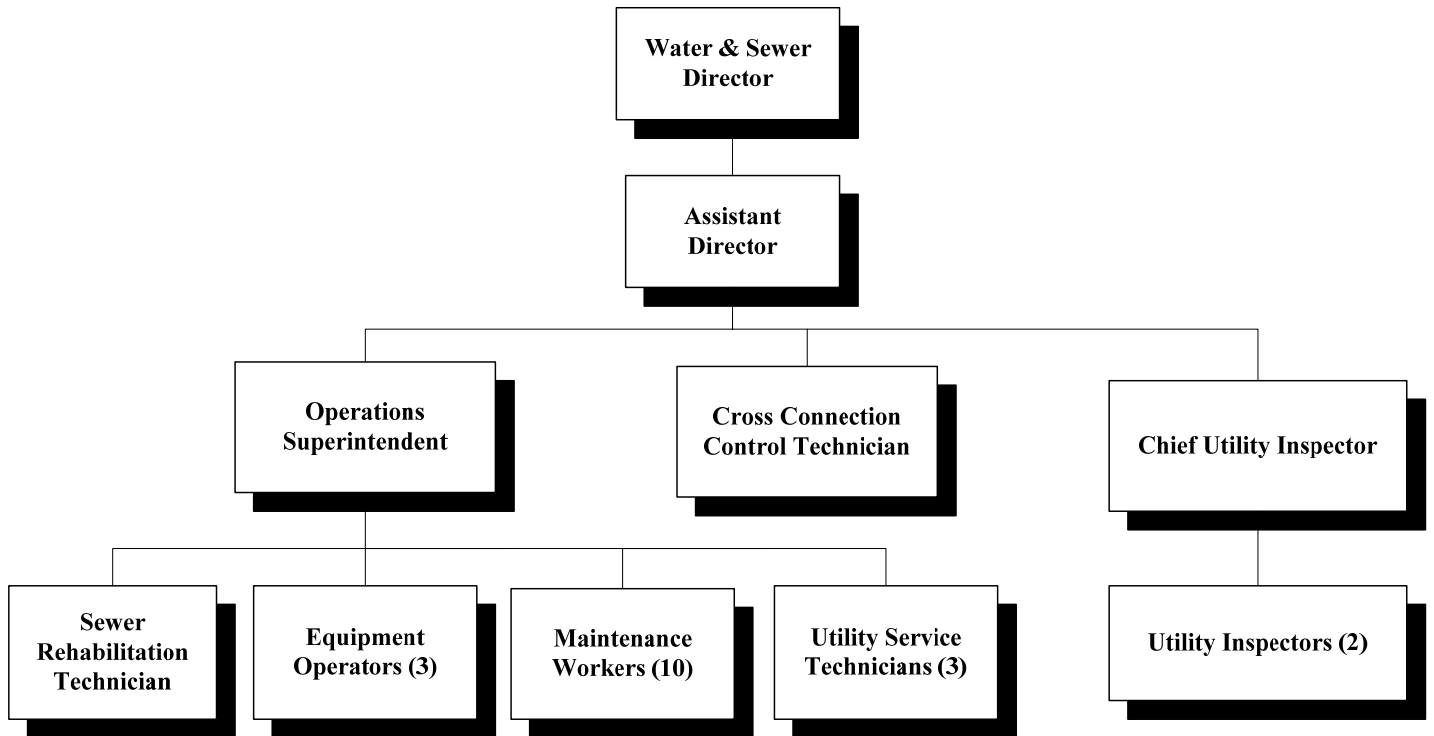 Water & Sewer
Director
Assistant
Director
Operations
Superintendent
Cross Connection
Control Technician
Chief Utility Inspector
Sewer
Rehabilitation
Technician
Equipment
Operators (3)
Maintenance
Workers (10)
Utility Service
Technicians (3)
Utility Inspectors (2)